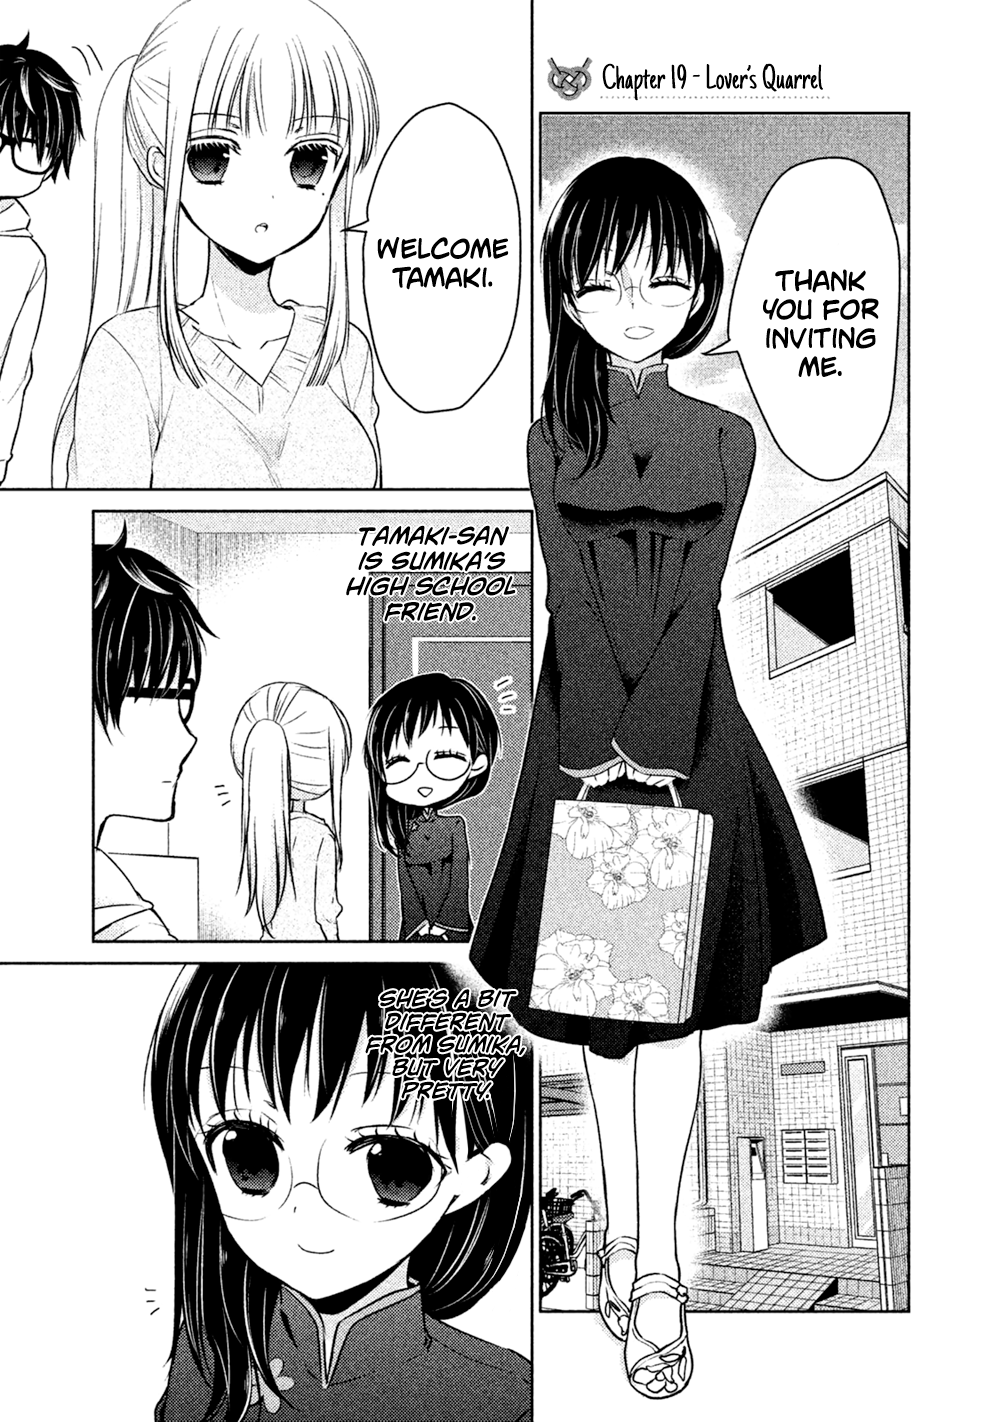 Chapter 19 - Lover's Quarrel
THANK
YOU FOR
INVITING
ME.
WELCOME
TAMAKI.
TAMAKI-SAN
IS SUMIKA'S
HIGH SCHOOL
FRIEND.
SHE'S A BIT
DIFFERENT
FROM SUMIKA,
BUT VERY
PRETTY.